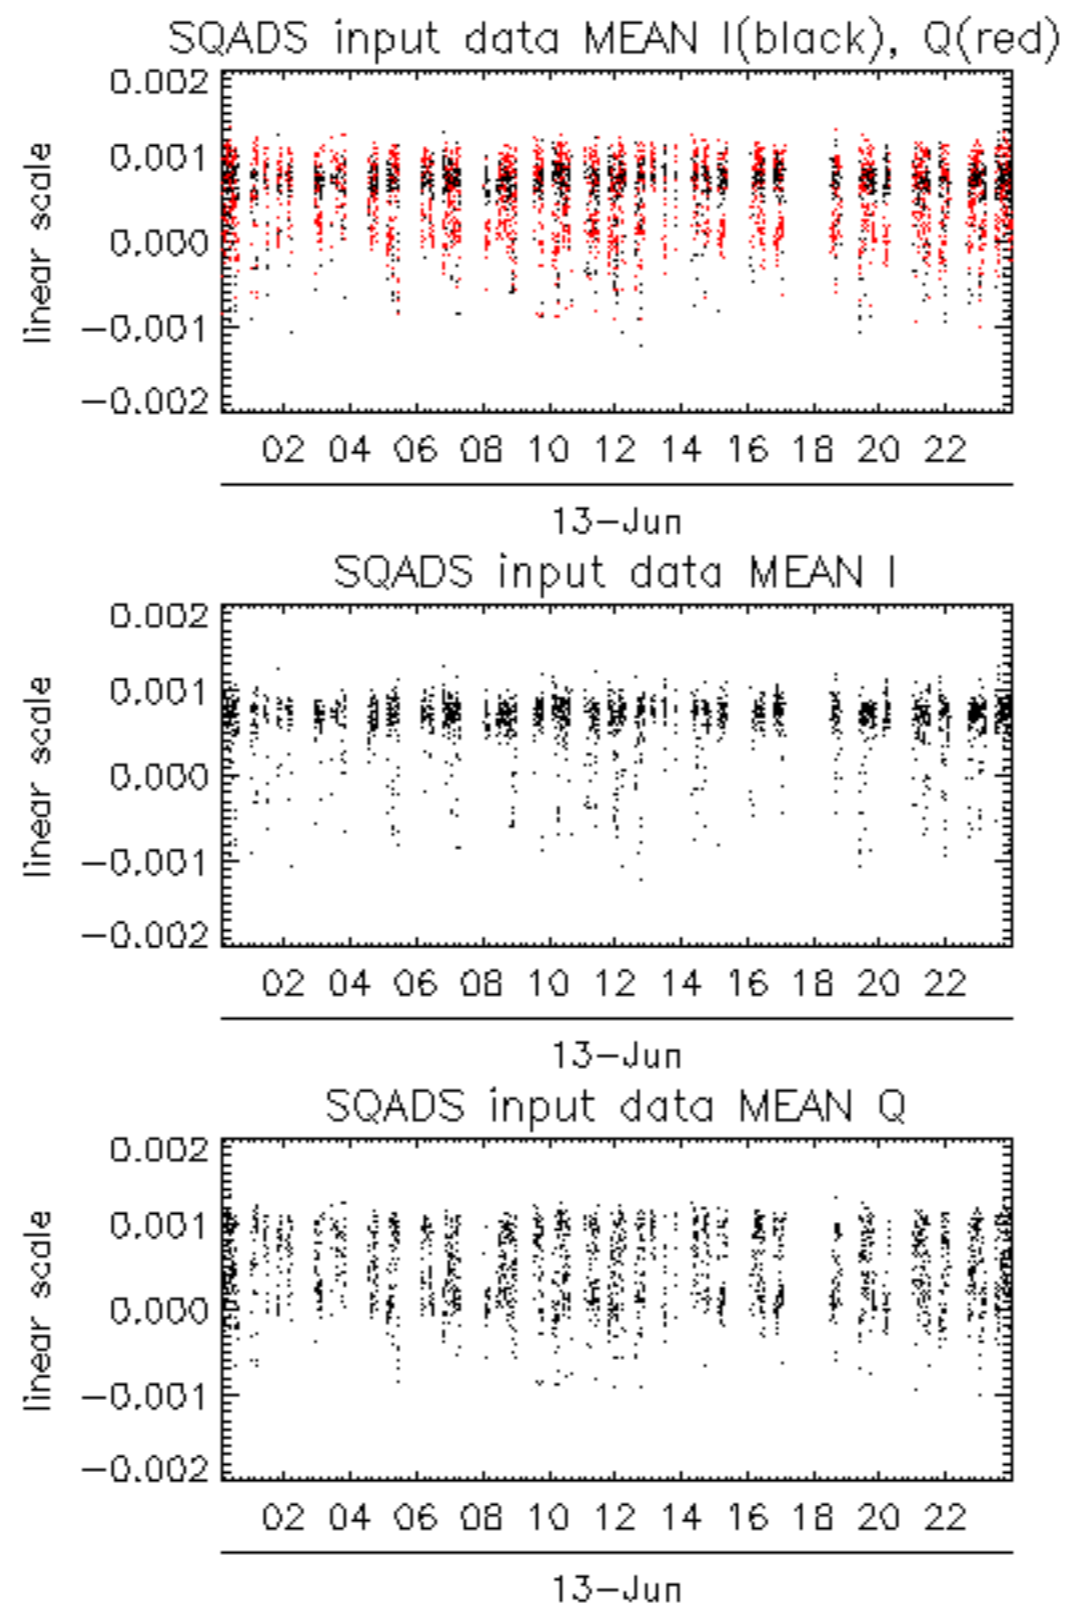 SQADS input data MEAN I(black), Q(red)
0.002
0.001
0.000
−0.001
−0.002
linear scale
02 04 06 08 10 12 14 16 18 20 22
13−Jun
SQADS input data MEAN I
0.002
0.001
0.000
−0.001
−0.002
linear scale
02 04 06 08 10 12 14 16 18 20 22
13−Jun
SQADS input data MEAN Q
0.002
0.001
0.000
−0.001
−0.002
linear scale
02 04 06 08 10 12 14 16 18 20 22
13−Jun